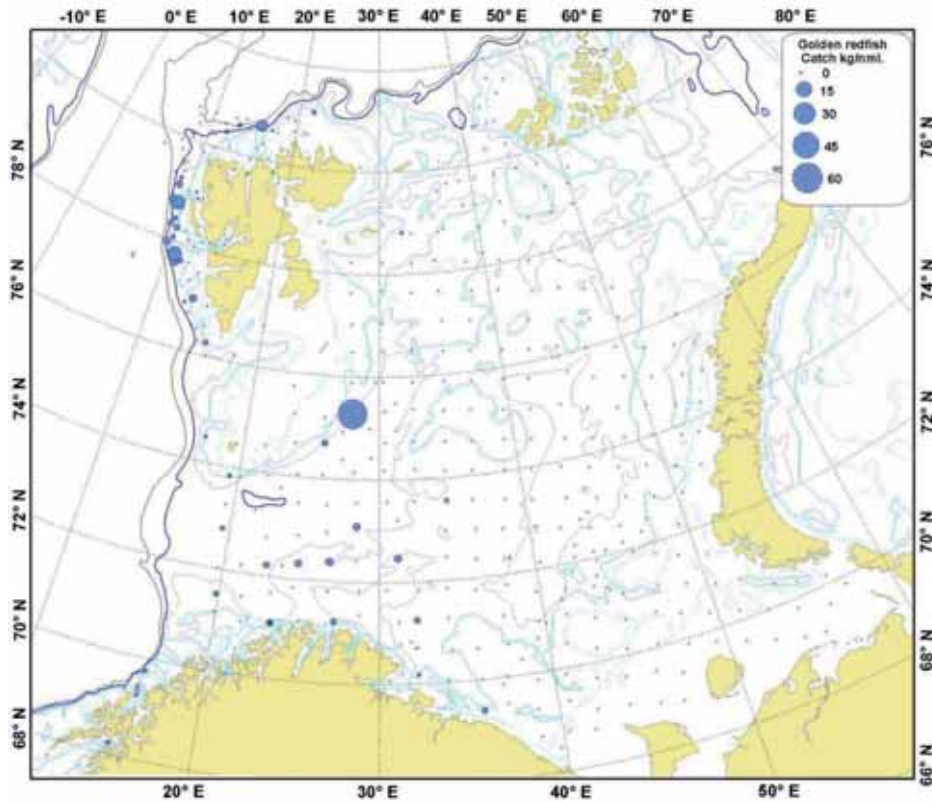 -10° E 0° E 10° E 20° E 30° E 40° E 50° E 60° E 70° E 80° E
Golden redfish
Catch kg/nml.
0
15
30
45
60
78° N
76° N
74° N
72° N
70° N
68° N
76° N
74° N
72° N
70° N
68° N
66° N
20° E 30° E 40° E 50° E